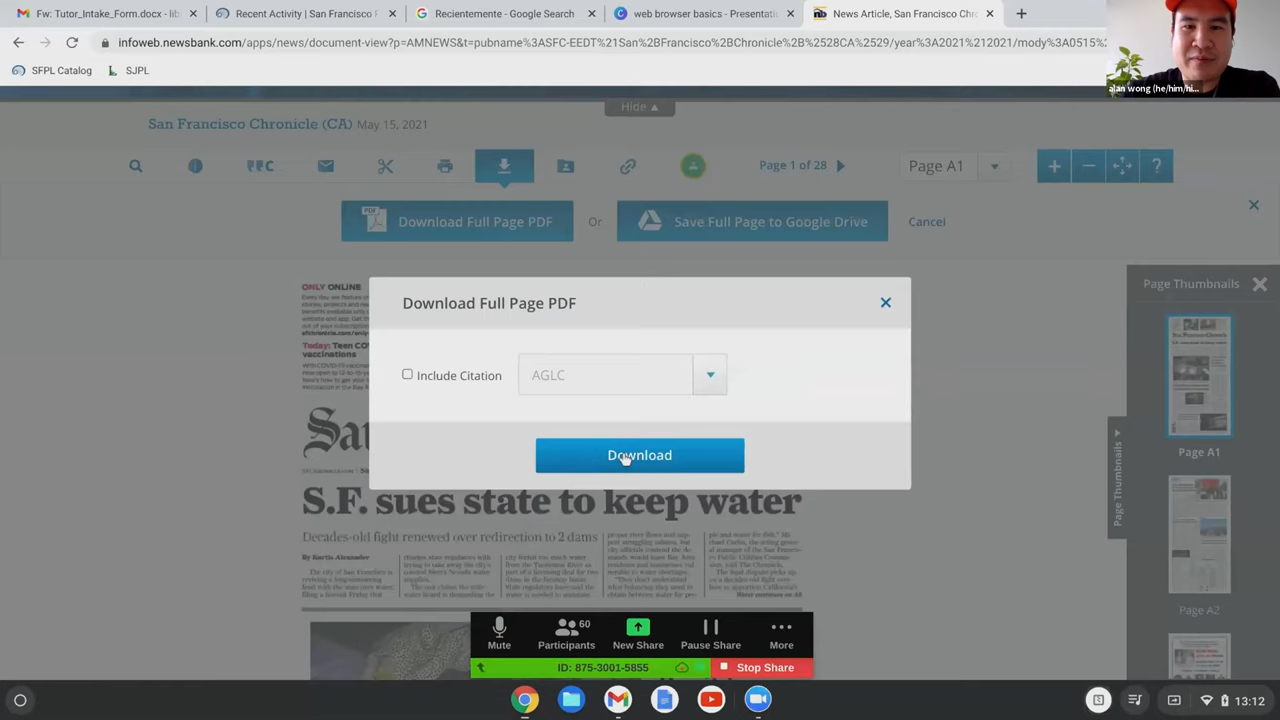 Fw: Tutor_Intake_Form.docx - lib
Recent Activity | San Francisco P
Recientemente - Google Search
web browser basics - Presentati
News Article, San Francisco Chr
infoweb.newsbank.com/apps/news/document-view?p=AMNEWS&t=pubname%3ASFC-EEDT%21San%2BFrancisco%2BChronicle%2B%2528CA%2529/year%3A2021%212021/mody%3A0515%
SFPL Catalog
SJPL
alan wong (he/him/hi...
Hide
San Francisco Chronicle (CA) May 15, 2021
Page 1 of 28
Page A1
Download Full Page PDF
Or
Save Full Page to Google Drive
Cancel
Page Thumbnails
ONLY ONLINE
Today: Teen COV
vaccinations
Download Full Page PDF
Include Citation
AGLC
Download
Page A1
Page Thumbnails
Page A2
San
S.F. sues state to keep water
Decades-old fight renewed over redirection to 2 dams
By Kurtis Alexander
Mute
Participants 60
New Share
Pause Share
More
ID: 875-3001-5855
Stop Share
13:12